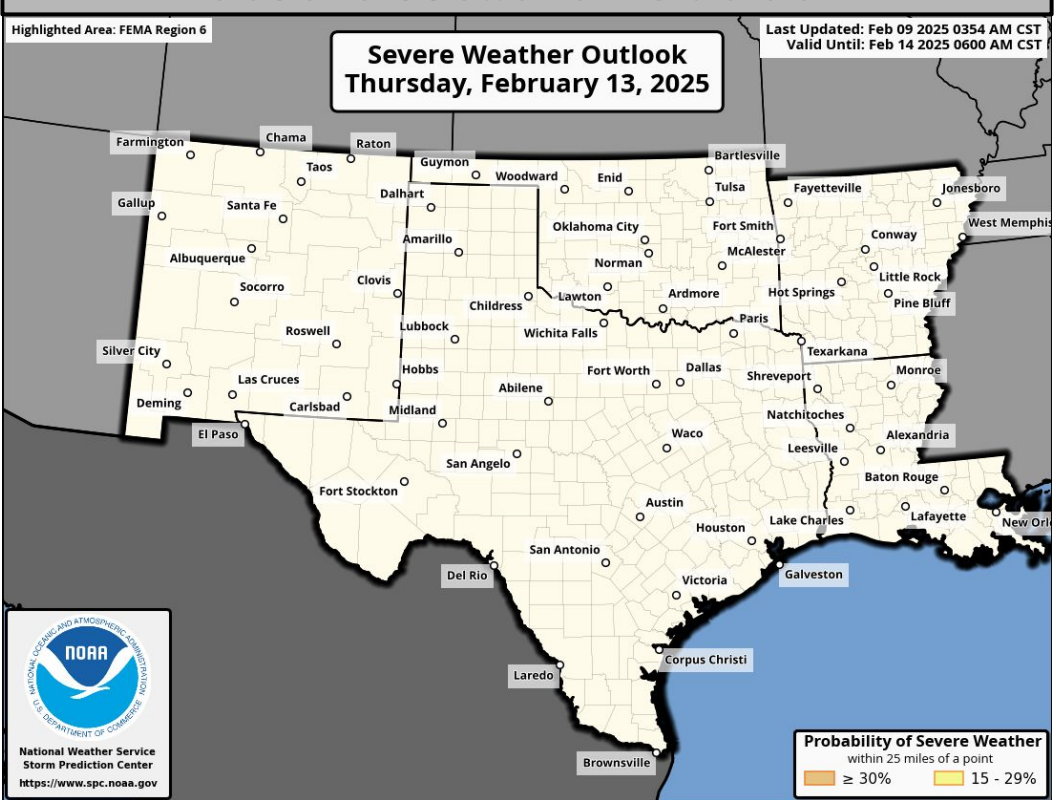 Highlighted Area: FEMA Region 6
Severe Weather Outlook
Thursday, February 13, 2025
Last Updated: Feb 09 2025 0354 AM CST
Valid Until: Feb 14 2025 0600 AM CST
Farmington
Chama
Raton
Taos
Gallup
Santa Fe
Albuquerque
Socorro
Clovis
Roswell
Silver City
Las Cruces
Hobbs
Deming
Carlsbad
Guymon
Woodward
Enid
Bartlesville
Tulsa
Dalhart
Amarillo
Oklahoma City
Norman
Fort Smith
McAlester
Fayetteville
Jonesboro
West Memphis
Conway
Little Rock
Hot Springs
Pine Bluff
Childress
Lawton
Ardmore
Lubbock
Wichita Falls
Paris
Texarkana
Fort Worth
Dallas
Shreveport
Monroe
Abilene
Midland
El Paso
Natchitoches
Waco
Leesville
Alexandria
San Angelo
Fort Stockton
Baton Rouge
Austin
Houston
Lake Charles
Lafayette
New Orle
San Antonio
Del Rio
Galveston
Victoria
Corpus Christi
Laredo
Brownsville
NATIONAL OCEANIC AND ATMOSPHERIC ADMINISTRATION
NOAA
U.S. DEPARTMENT OF COMMERCE
National Weather Service
Storm Prediction Center
https://www.spc.noaa.gov
Probability of Severe Weather
within 25 miles of a point
≥ 30%
15 - 29%